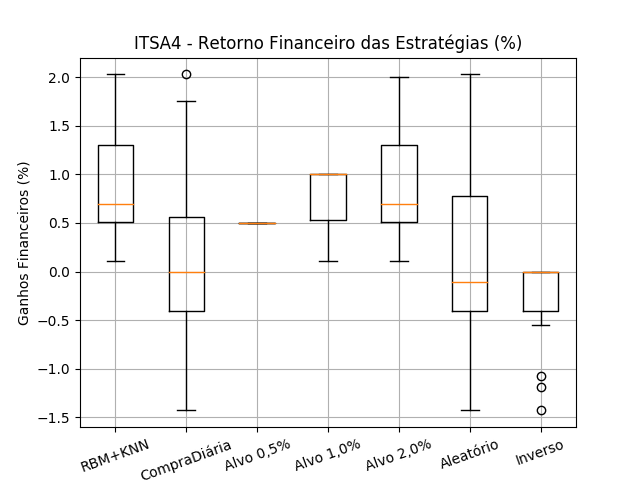 ITSA4 - Retorno Financeiro das Estratégias (%)
Ganhos Financeiros (%)
2.0
1.5
1.0
0.5
0.0
−0.5
−1.0
−1.5
RBM+KNN
CompraDiária
Alvo 0,5%
Alvo 1,0%
Alvo 2,0%
Aleatório
Inverso